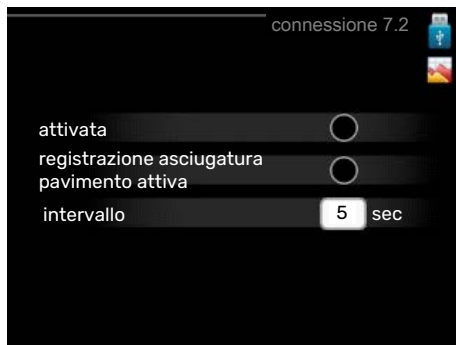 connessione 7.2
attivata
registrazione asciugatura
pavimento attiva
intervallo 5 sec